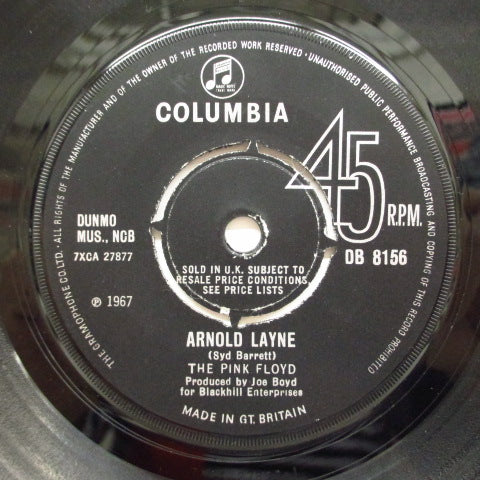 THE GRAMOPHONE CO. LTD. · ALL RIGHTS OF THE MANUFACTURER AND OF THE OWNER OF THE RECORDED WORK RESERVED · UNAUTHORISED PUBLIC PERFORMANCE BROADCASTING AND COPYING OF THIS RECORD PROHIBITED
COLUMBIA
45
R.P.M.
DUNMO
MUS., NCB
7XCA 27877
DB 8156
SOLD IN U.K. SUBJECT TO
RESALE PRICE CONDITIONS,
SEE PRICE LISTS
℗ 1967
ARNOLD LAYNE
(Syd Barrett)
THE PINK FLOYD
Produced by Joe Boyd
for Blackhill Enterprises
MADE IN GT. BRITAIN